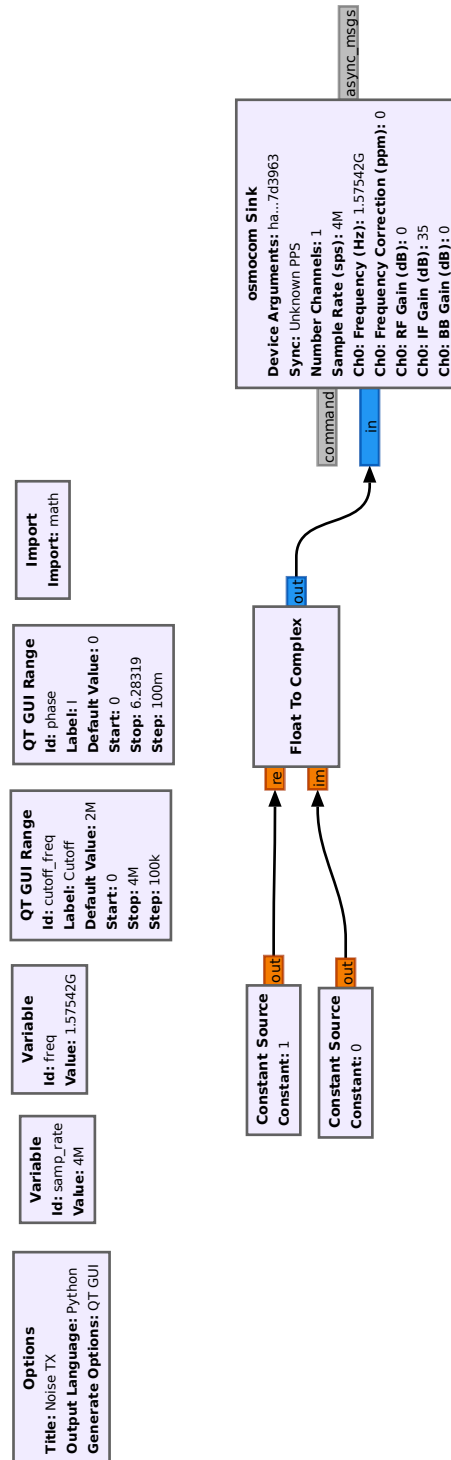 Options
Title: Noise TX
Output Language: Python
Generate Options: QT GUI
Variable
Id: samp_rate
Value: 4M
Variable
Id: freq
Value: 1.57542G
QT GUI Range
Id: cutoff_freq
Label: Cutoff
Default Value: 2M
Start: 0
Stop: 4M
Step: 100k
QT GUI Range
Id: phase
Label: l
Default Value: 0
Start: 0
Stop: 6.28319
Step: 100m
Import
Import: math
Constant Source
Constant: 1
out
Constant Source
Constant: 0
out
re
im
Float To Complex
out
command
in
osmocom Sink
Device Arguments: ha...7d3963
Sync: Unknown PPS
Number Channels: 1
Sample Rate (sps): 4M
Ch0: Frequency (Hz): 1.57542G
Ch0: Frequency Correction (ppm): 0
Ch0: RF Gain (dB): 0
Ch0: IF Gain (dB): 35
Ch0: BB Gain (dB): 0
async_msgs